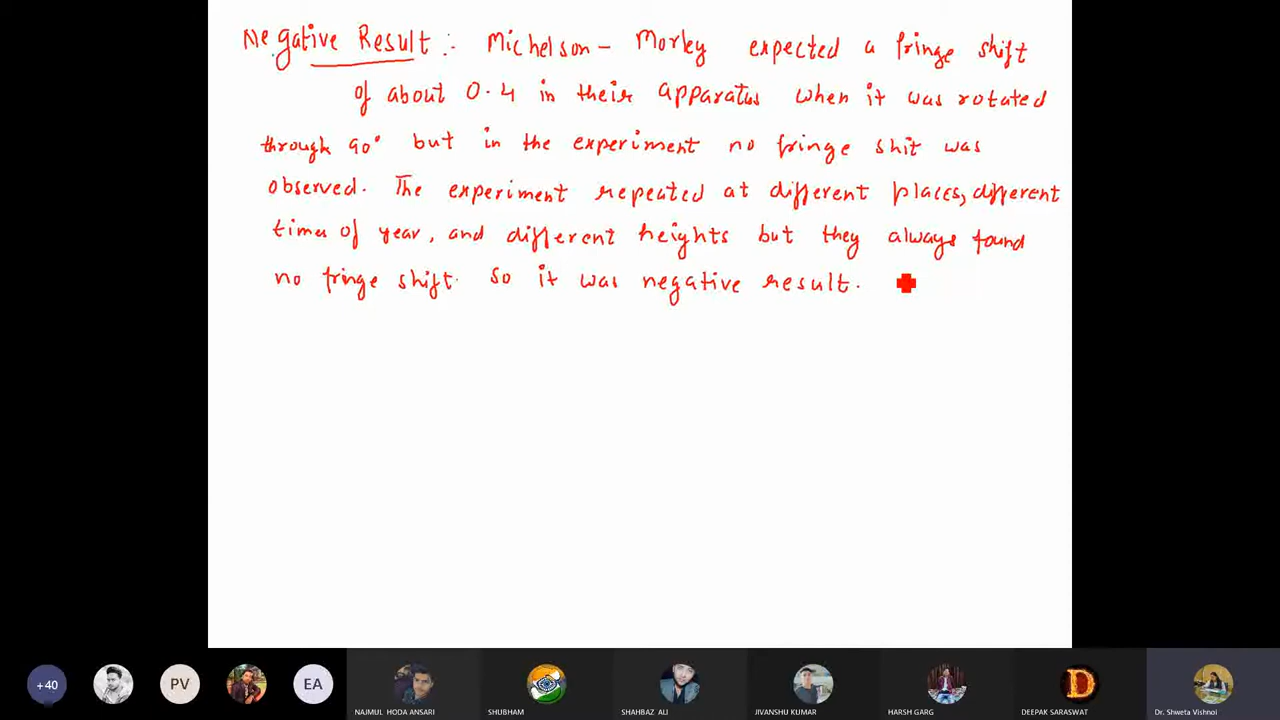 Negative Result :- Michelson - Morley expected a fringe shift
of about 0.4 in their apparatus when it was rotated
through 90° but in the experiment no fringe shit was
observed. The experiment repeated at different places, different
times of year, and different heights but they always found
no fringe shift. So it was negative result.
+40
PV
EA
NAJMUL HODA ANSARI
SHUBHAM
SHAHBAZ ALI
JIVANSHU KUMAR
HARSH GARG
DEEPAK SARASWAT
Dr. Shweta Vishnoi